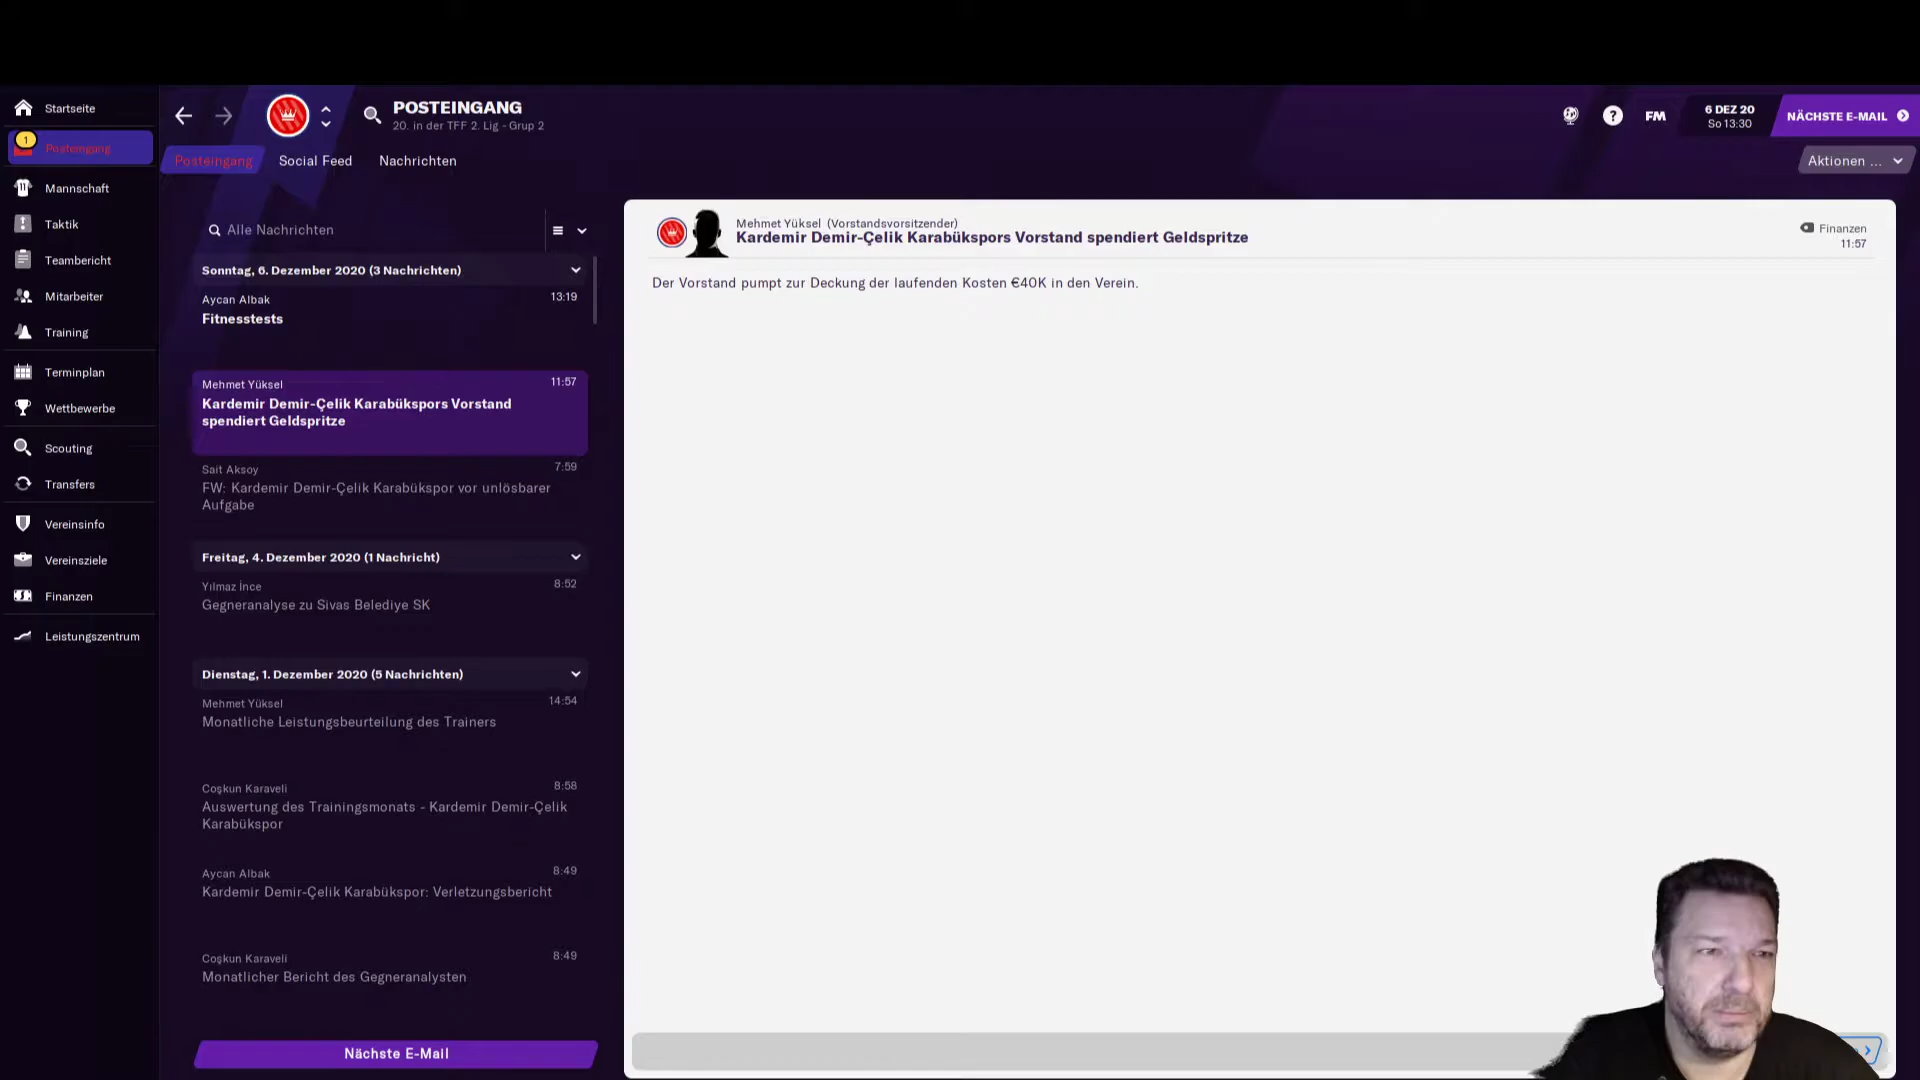 Startseite
1
Posteingang
Mannschaft
Taktik
Teambericht
Mitarbeiter
Training
Terminplan
Wettbewerbe
Scouting
Transfers
Vereinsinfo
Vereinsziele
Finanzen
Leistungszentrum
POSTEINGANG
20. in der TFF 2. Lig - Grup 2
?
FM
6 DEZ 20
So 13:30
NÄCHSTE E-MAIL
Posteingang
Social Feed
Nachrichten
Aktionen ...
Alle Nachrichten
Sonntag, 6. Dezember 2020 (3 Nachrichten)
Aycan Albak
13:19
Fitnesstests
Mehmet Yüksel
11:57
Kardemir Demir-Çelik Karabükspors Vorstand
spendiert Geldspritze
Sait Aksoy
7:59
FW: Kardemir Demir-Çelik Karabükspor vor unlösbarer
Aufgabe
Freitag, 4. Dezember 2020 (1 Nachricht)
Yılmaz İnce
8:52
Gegneranalyse zu Sivas Belediye SK
Dienstag, 1. Dezember 2020 (5 Nachrichten)
Mehmet Yüksel
14:54
Monatliche Leistungsbeurteilung des Trainers
Coşkun Karaveli
8:58
Auswertung des Trainingsmonats - Kardemir Demir-Çelik
Karabükspor
Aycan Albak
8:49
Kardemir Demir-Çelik Karabükspor: Verletzungsbericht
Coşkun Karaveli
8:49
Monatlicher Bericht des Gegneranalysten
Nächste E-Mail
Mehmet Yüksel (Vorstandsvorsitzender)
Kardemir Demir-Çelik Karabükspors Vorstand spendiert Geldspritze
Finanzen
11:57
Der Vorstand pumpt zur Deckung der laufenden Kosten €40K in den Verein.